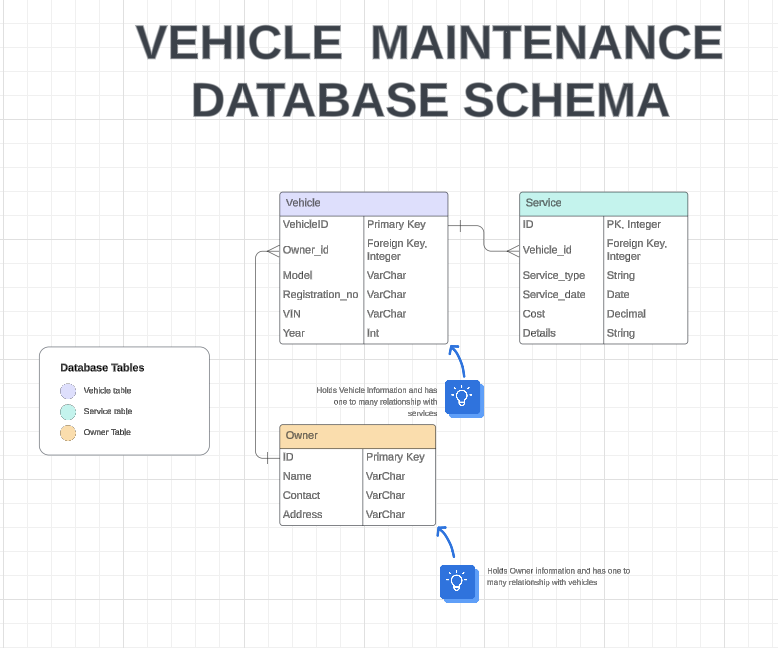 VEHICLE MAINTENANCE
DATABASE SCHEMA
Vehicle
VehicleID Primary Key
Owner_id Foreign Key,
Integer
Model VarChar
Registration_no VarChar
VIN VarChar
Year Int
Service
ID PK, Integer
Vehicle_id Foreign Key,
Integer
Service_type String
Service_date Date
Cost Decimal
Details String
Database Tables
Vehicle table
Service table
Owner Table
Holds Vehicle Information and has
one to many relationship with
services
Owner
ID Primary Key
Name VarChar
Contact VarChar
Address VarChar
Holds Owner information and has one to
many relationship with vehicles